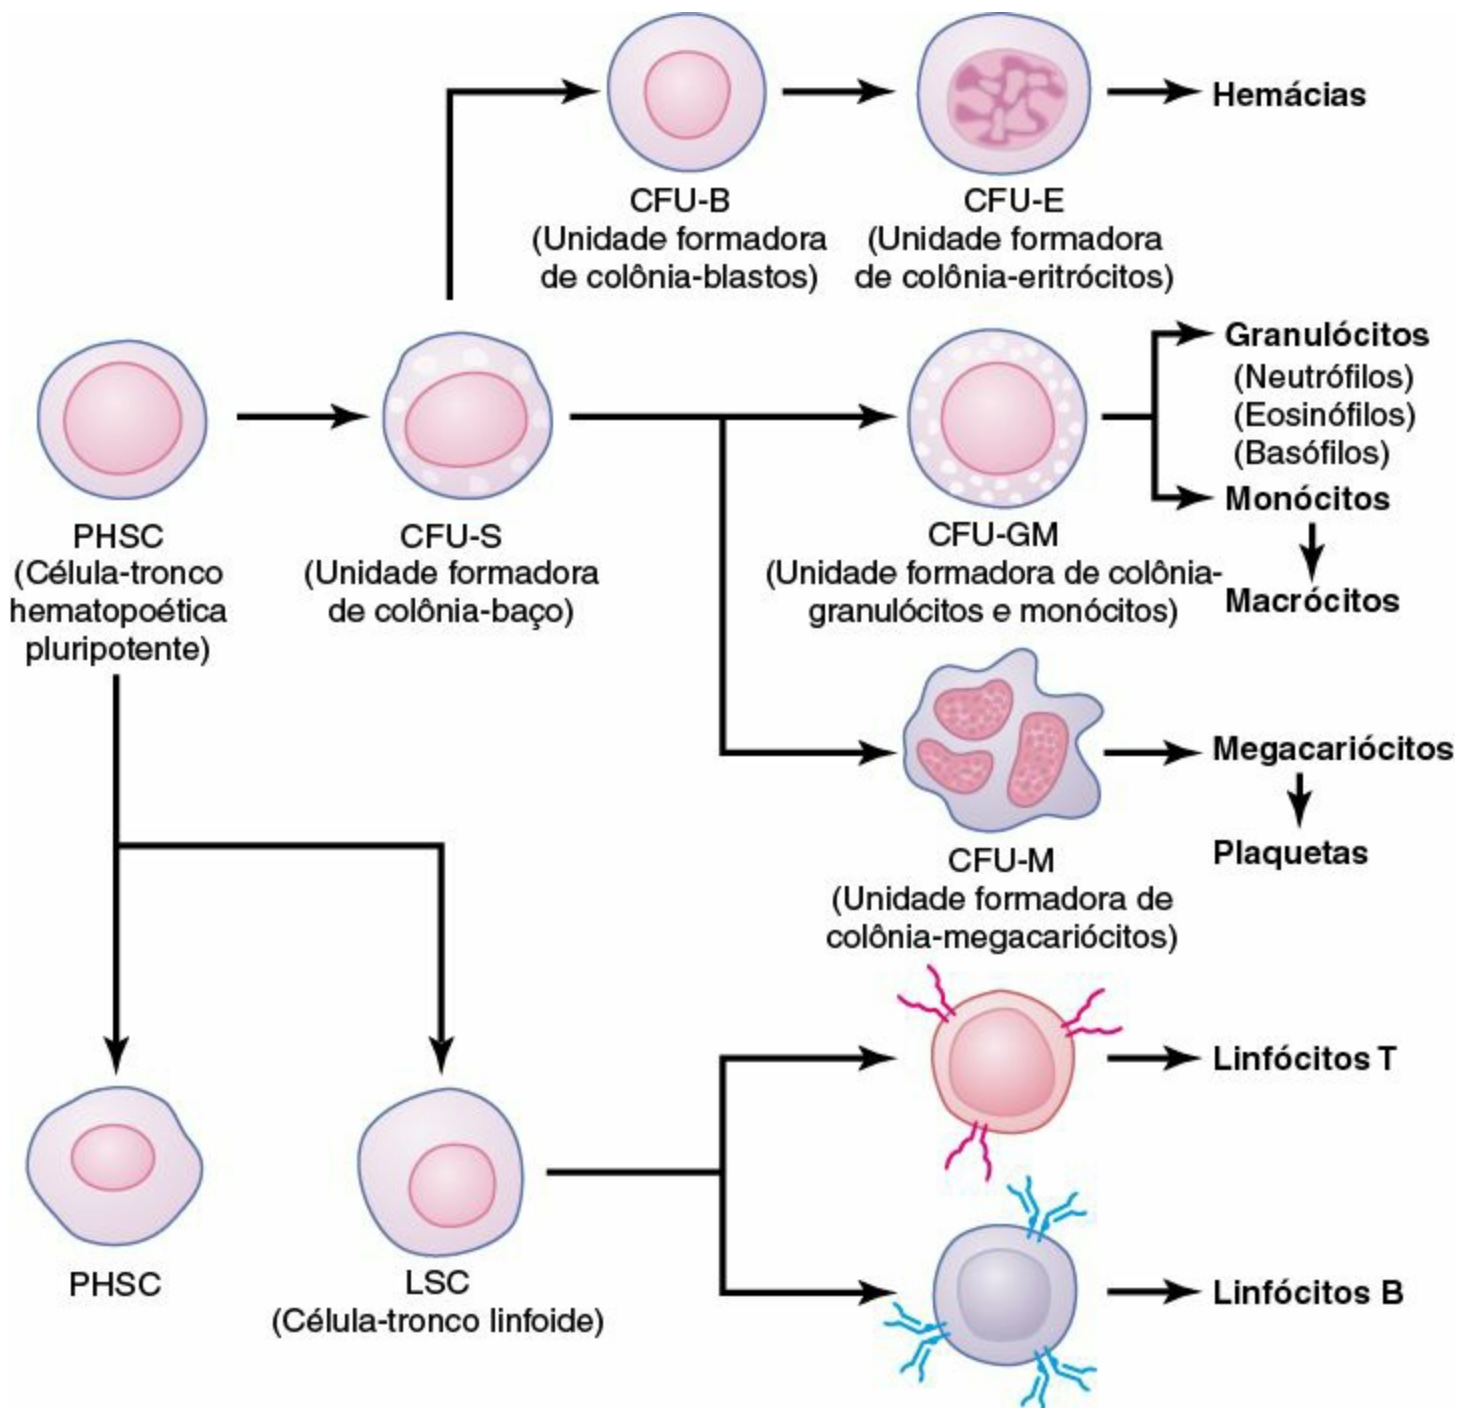 CFU-B
(Unidade formadora
de colônia-blastos)
CFU-E
(Unidade formadora
de colônia-eritrócitos)
Hemácias
PHSC
(Célula-tronco
hematopoética
pluripotente)
CFU-S
(Unidade formadora
de colônia-baço)
CFU-GM
(Unidade formadora de colônia-
granulócitos e monócitos)
Granulócitos
(Neutrófilos)
(Eosinófilos)
(Basófilos)
Monócitos
Macrócitos
CFU-M
(Unidade formadora de
colônia-megacariócitos)
Megacariócitos
Plaquetas
PHSC
LSC
(Célula-tronco linfoide)
Linfócitos T
Linfócitos B